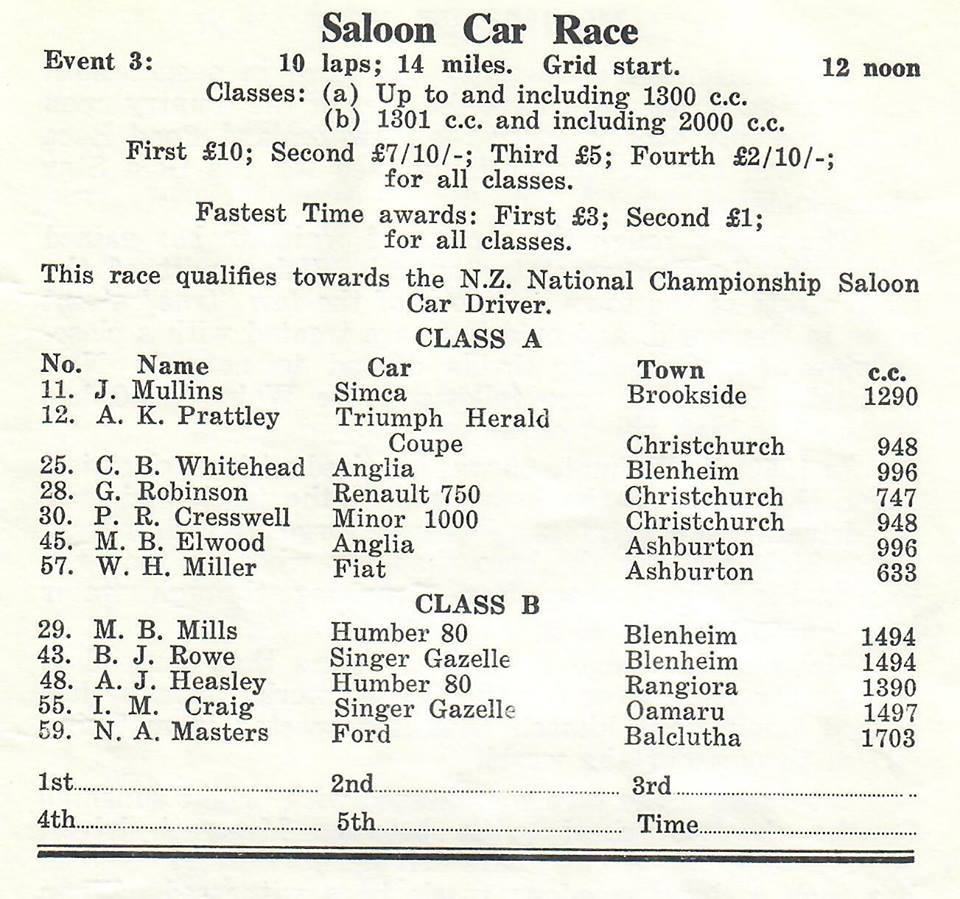 Saloon Car Race
Event 3: 10 laps; 14 miles. Grid start. 12 noon
Classes: (a) Up to and including 1300 c.c.
(b) 1301 c.c. and including 2000 c.c.
First £10; Second £7/10/-; Third £5; Fourth £2/10/-;
for all classes.
Fastest Time awards: First £3; Second £1;
for all classes.
This race qualifies towards the N.Z. National Championship Saloon
Car Driver.
CLASS A
No. Name Car Town c.c.
11. J. Mullins Simca Brookside 1290
12. A. K. Prattley Triumph Herald
Coupe Christchurch 948
25. C. B. Whitehead Anglia Blenheim 996
28. G. Robinson Renault 750 Christchurch 747
30. P. R. Cresswell Minor 1000 Christchurch 948
45. M. B. Elwood Anglia Ashburton 996
57. W. H. Miller Fiat Ashburton 633
CLASS B
29. M. B. Mills Humber 80 Blenheim 1494
43. B. J. Rowe Singer Gazelle Blenheim 1494
48. A. J. Heasley Humber 80 Rangiora 1390
55. I. M. Craig Singer Gazelle Oamaru 1497
59. N. A. Masters Ford Balclutha 1703
1st 2nd 3rd
4th 5th Time